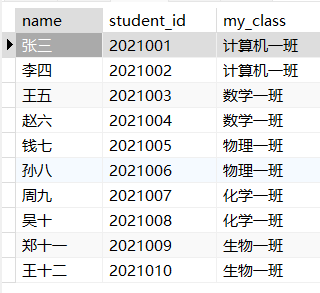 name student_id my_class
张三 2021001 计算机一班
李四 2021002 计算机一班
王五 2021003 数学一班
赵六 2021004 数学一班
钱七 2021005 物理一班
孙八 2021006 物理一班
周九 2021007 化学一班
吴十 2021008 化学一班
郑十一 2021009 生物一班
王十二 2021010 生物一班